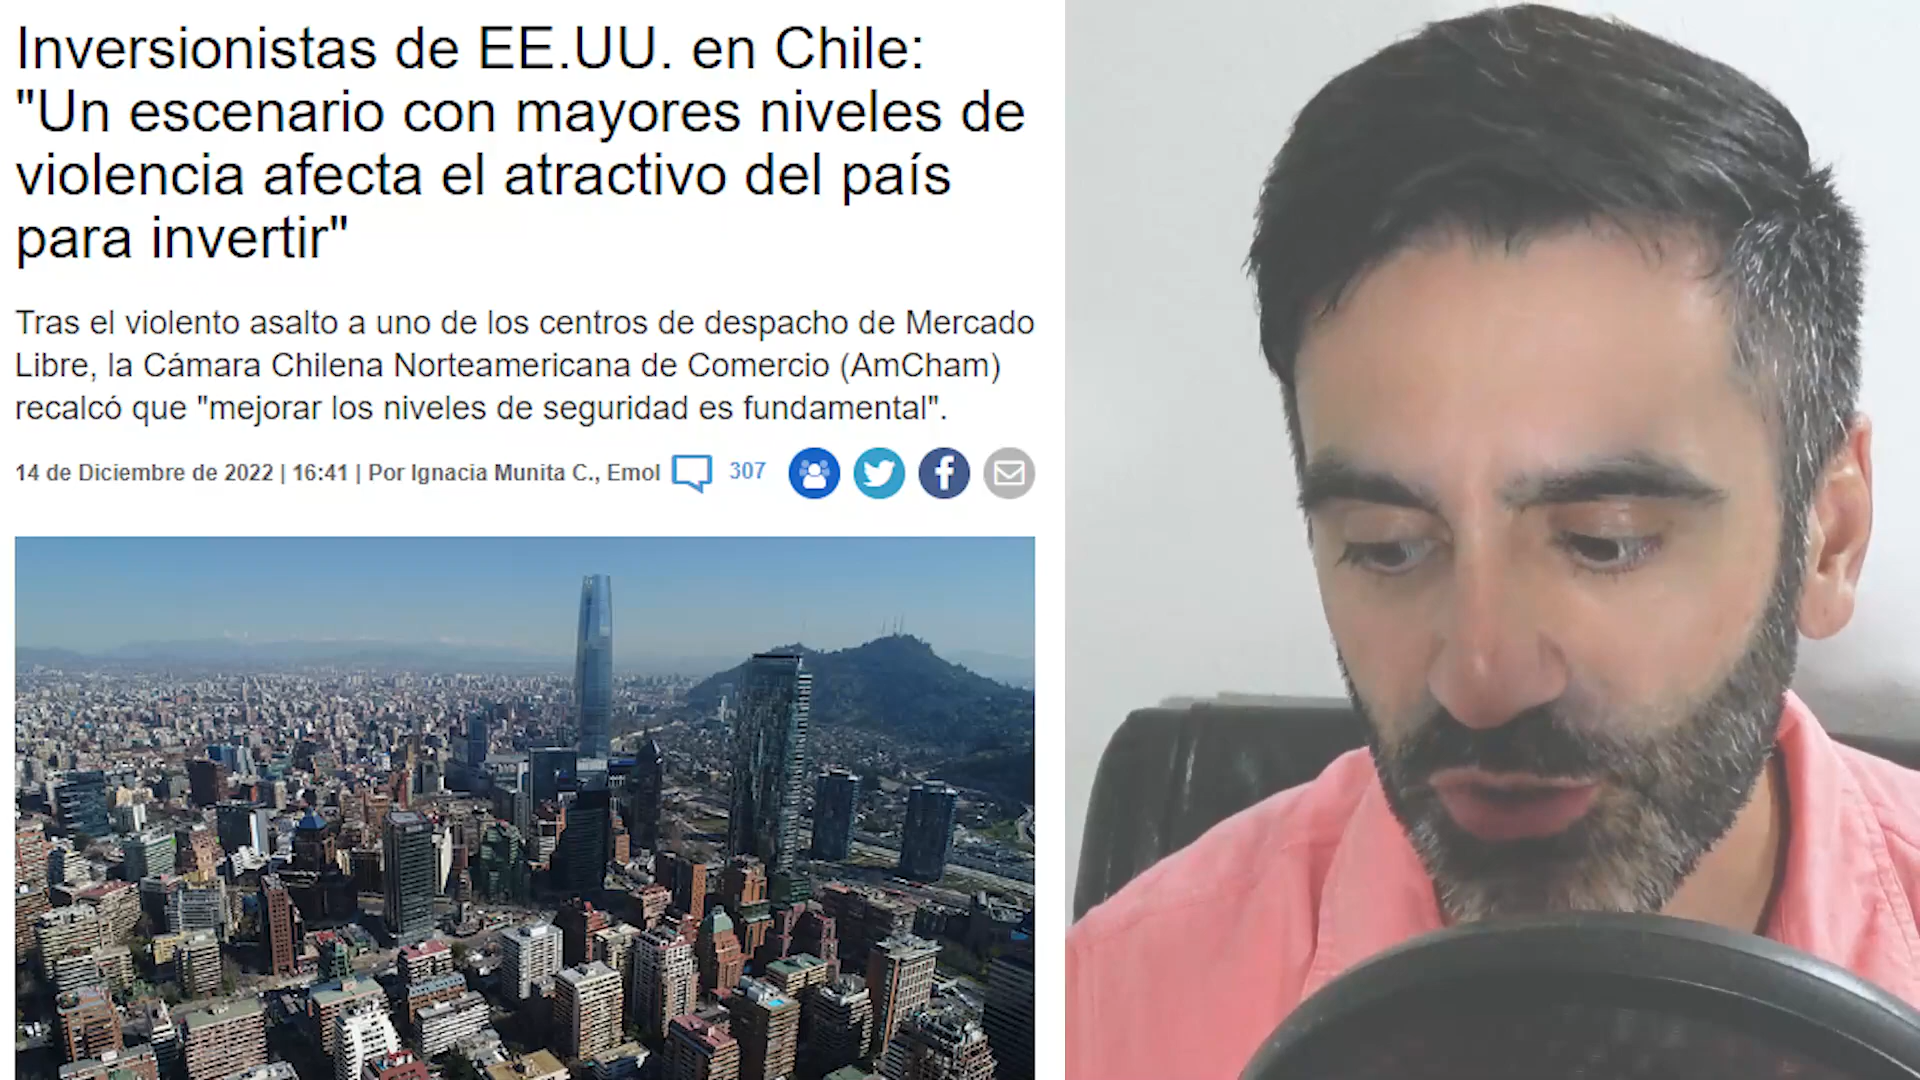 Inversionistas de EE.UU. en Chile:
"Un escenario con mayores niveles de
violencia afecta el atractivo del país
para invertir"
Tras el violento asalto a uno de los centros de despacho de Mercado
Libre, la Cámara Chilena Norteamericana de Comercio (AmCham)
recalcó que "mejorar los niveles de seguridad es fundamental".
14 de Diciembre de 2022 | 16:41 | Por Ignacia Munita C., Emol 307